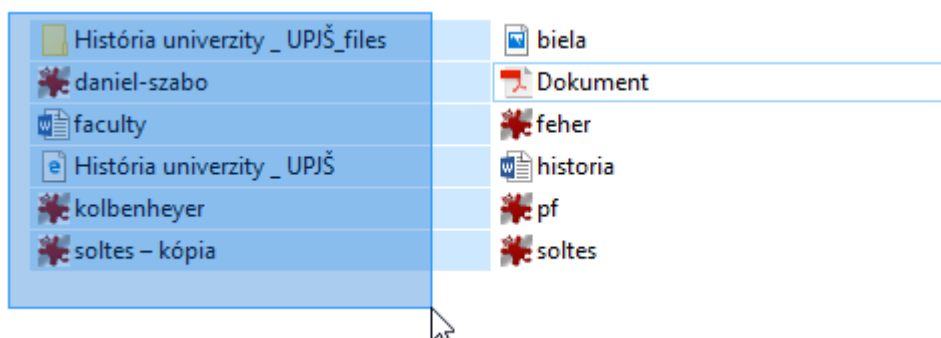 História univerzity _ UPJŠ_files
daniel-szabo
faculty
História univerzity _ UPJŠ
kolbenheyer
soltes – kópia
biela
Dokument
feher
historia
pf
soltes